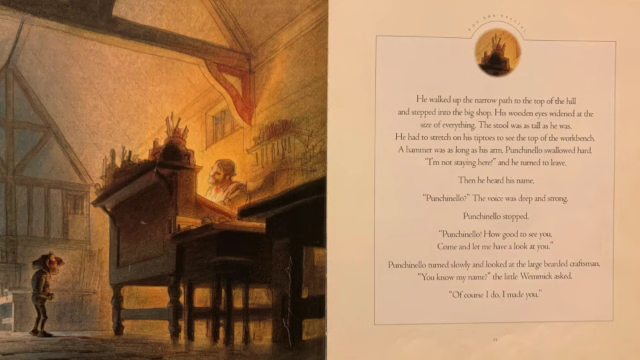 YOU ARE SPECIAL
He walked up the narrow path to the top of the hill
and stepped into the big shop. His wooden eyes widened at the
size of everything. The stool was as tall as he was.
He had to stretch on his tiptoes to see the top of the workbench.
A hammer was as long as his arm. Punchinello swallowed hard.
"I'm not staying here!" and he turned to leave.
Then he heard his name.
"Punchinello?" The voice was deep and strong.
Punchinello stopped.
"Punchinello! How good to see you.
Come and let me have a look at you."
Punchinello turned slowly and looked at the large bearded craftsman.
"You know my name?" the little Wemmick asked.
"Of course I do. I made you."